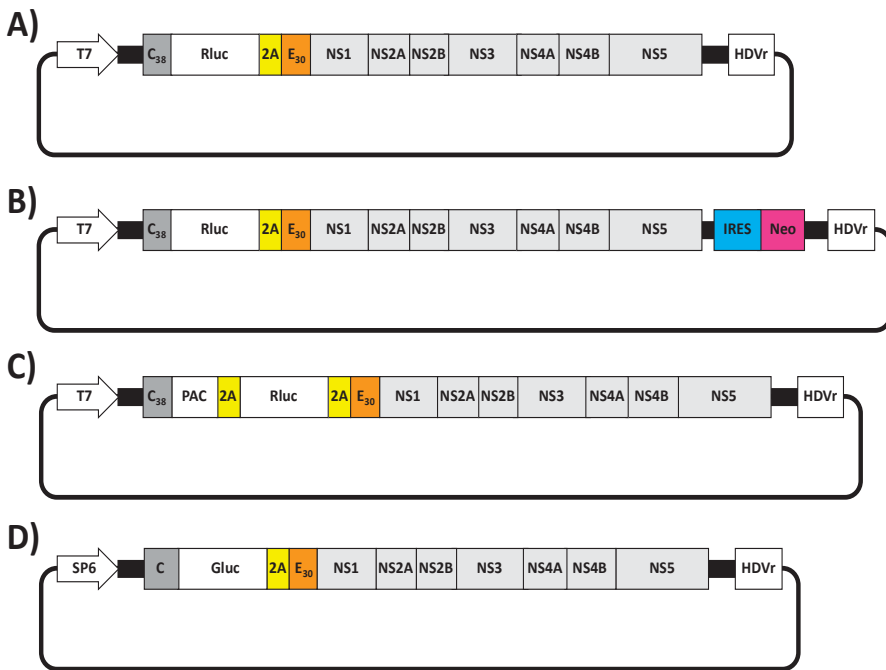 A)
T7 C₃₈ Rluc 2A E₃₀ NS1 NS2A NS2B NS3 NS4A NS4B NS5 HDVr
B)
T7 C₃₈ Rluc 2A E₃₀ NS1 NS2A NS2B NS3 NS4A NS4B NS5 IRES Neo HDVr
C)
T7 C₃₈ PAC 2A Rluc 2A E₃₀ NS1 NS2A NS2B NS3 NS4A NS4B NS5 HDVr
D)
SP6 C Gluc 2A E₃₀ NS1 NS2A NS2B NS3 NS4A NS4B NS5 HDVr